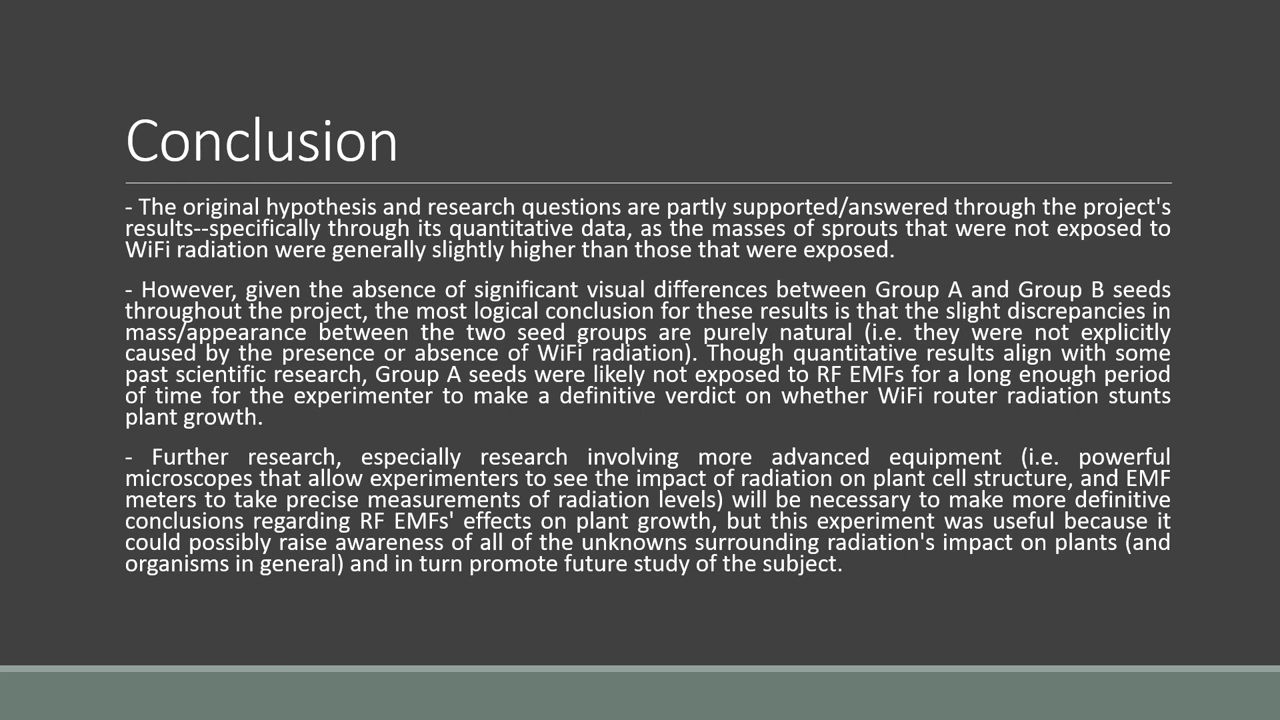 Conclusion
- The original hypothesis and research questions are partly supported/answered through the project's
results--specifically through its quantitative data, as the masses of sprouts that were not exposed to
WiFi radiation were generally slightly higher than those that were exposed.
- However, given the absence of significant visual differences between Group A and Group B seeds
throughout the project, the most logical conclusion for these results is that the slight discrepancies in
mass/appearance between the two seed groups are purely natural (i.e. they were not explicitly
caused by the presence or absence of WiFi radiation). Though quantitative results align with some
past scientific research, Group A seeds were likely not exposed to RF EMFs for a long enough period
of time for the experimenter to make a definitive verdict on whether WiFi router radiation stunts
plant growth.
- Further research, especially research involving more advanced equipment (i.e. powerful
microscopes that allow experimenters to see the impact of radiation on plant cell structure, and EMF
meters to take precise measurements of radiation levels) will be necessary to make more definitive
conclusions regarding RF EMFs' effects on plant growth, but this experiment was useful because it
could possibly raise awareness of all of the unknowns surrounding radiation's impact on plants (and
organisms in general) and in turn promote future study of the subject.